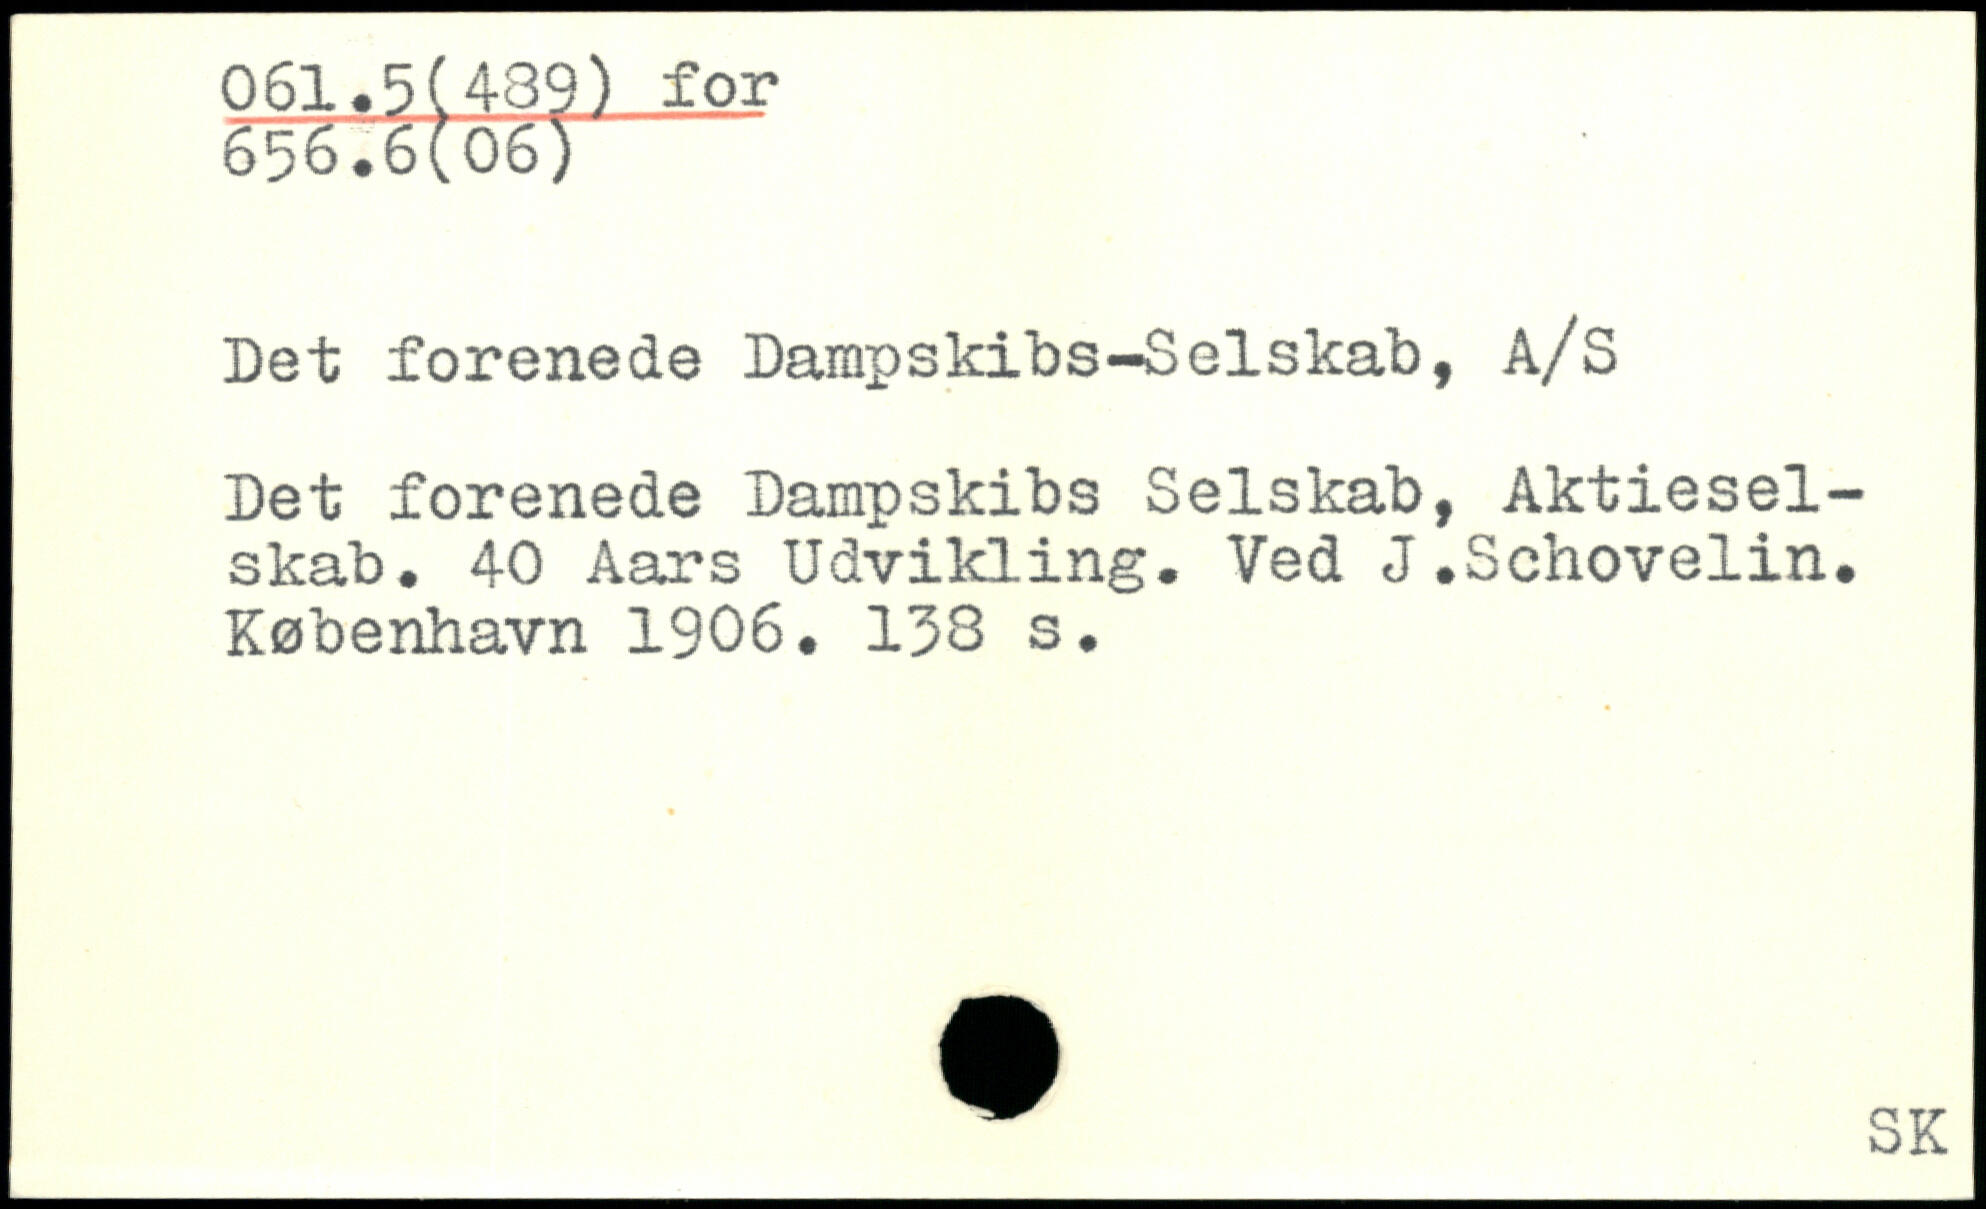 061.5(489) for
656.6(06)
Det forenede Dampskibs-Selskab, A/S
Det forenede Dampskibs Selskab, Aktiesel-
skab. 40 Aars Udvikling. Ved J.Schovelin.
København 1906. 138 s.
SK